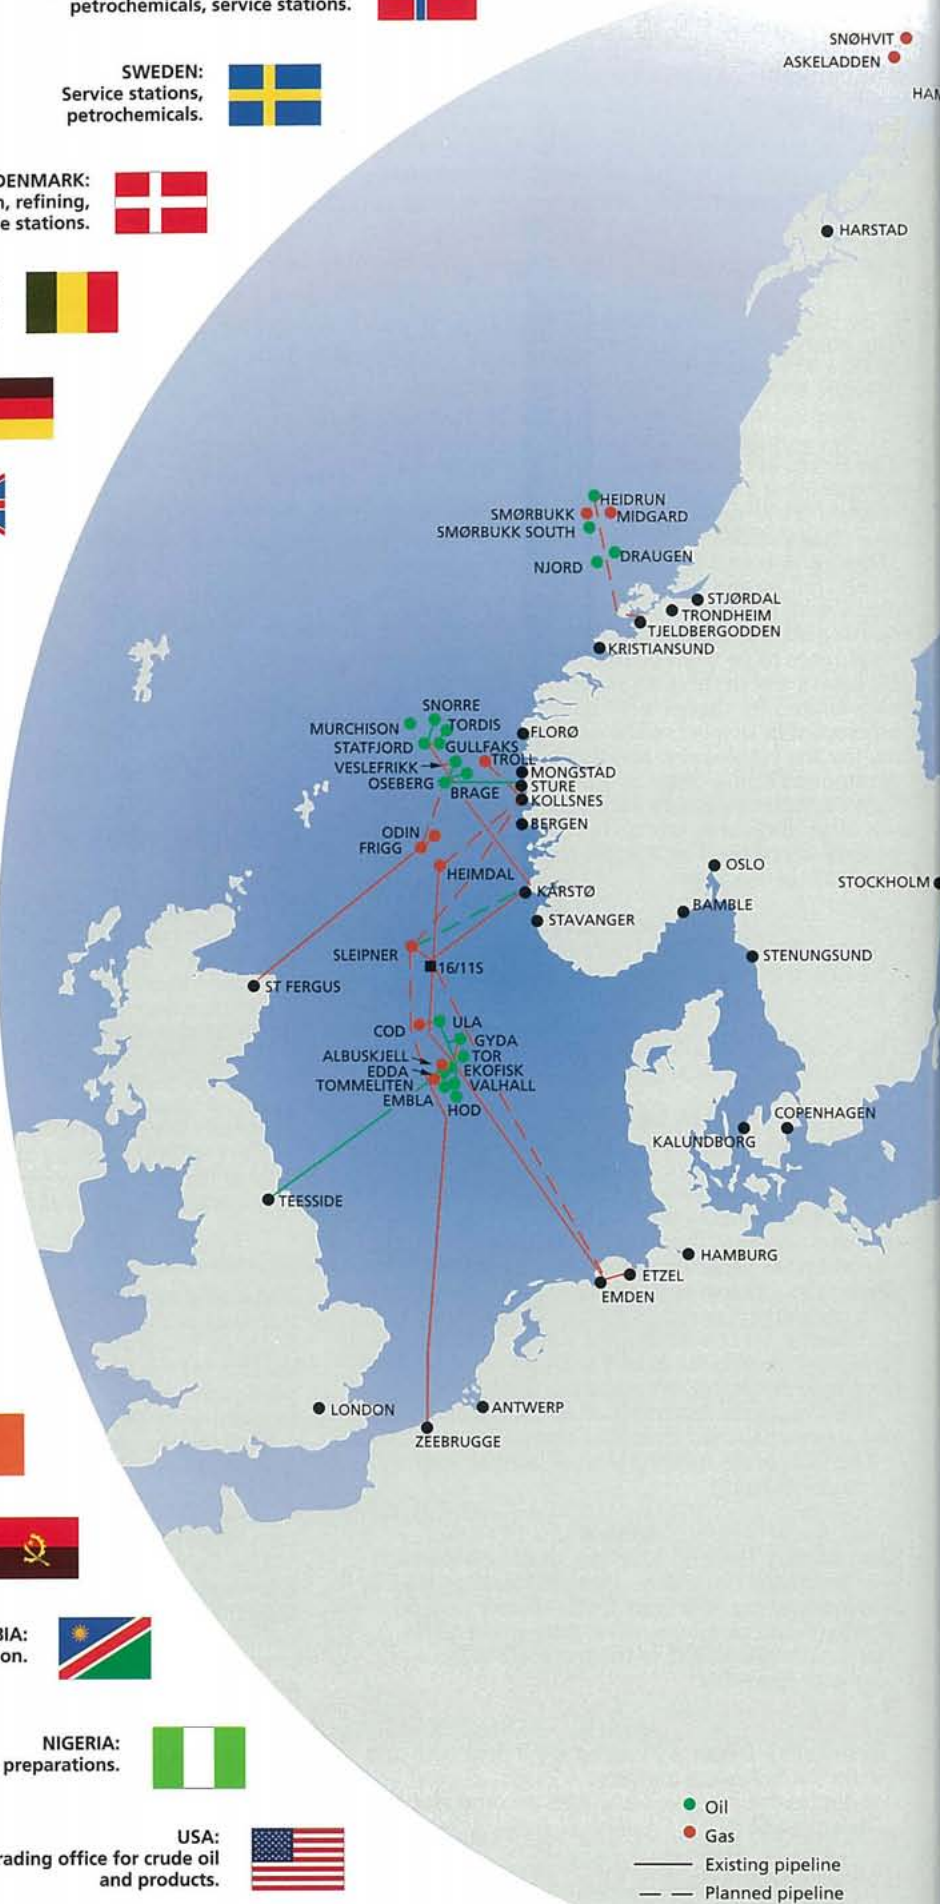 petrochemicals, service stations.
SWEDEN:
Service stations,
petrochemicals.
DENMARK:
refining,
stations.
NIGERIA:
preparations.
USA:
office for crude oil
and products.
SNØHVIT
ASKELADDEN
HARSTAD
HEIDRUN
SMØRBUKK
MIDGARD
SMØRBUKK SOUTH
DRAUGEN
NJORD
STJØRDAL
TRONDHEIM
TJELDBERGODDEN
KRISTIANSUND
SNORRE
MURCHISON
TORDIS
FLORØ
STATFJORD
GULLFAKS
VESLEFRIKK
TROLL
MONGSTAD
OSEBERG
STURE
BRAGE
KOLLSNES
BERGEN
ODIN
FRIGG
HEIMDAL
OSLO
STOCKHOLM
KÅRSTØ
BAMBLE
STAVANGER
SLEIPNER
STENUNGSUND
16/11S
ST FERGUS
COD
ULA
GYDA
ALBUSKJELL
TOR
EDDA
EKOFISK
TOMMELITEN
VALHALL
EMBLA
HOD
COPENHAGEN
KALUNDBORG
TEESSIDE
HAMBURG
ETZEL
EMDEN
LONDON
ANTWERP
ZEEBRUGGE
Oil
Gas
Existing pipeline
Planned pipeline